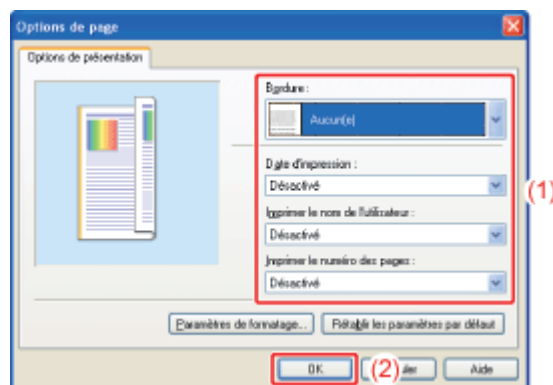 Options de page
Options de présentation
Bordure :
Aucun(e)
Date d'impression :
Désactivé
(1)
Imprimer le nom de l'utilisateur :
Désactivé
Imprimer le numéro des pages :
Désactivé
Paramètres de formatage... Rétablir les paramètres par défaut
OK (2) Aide